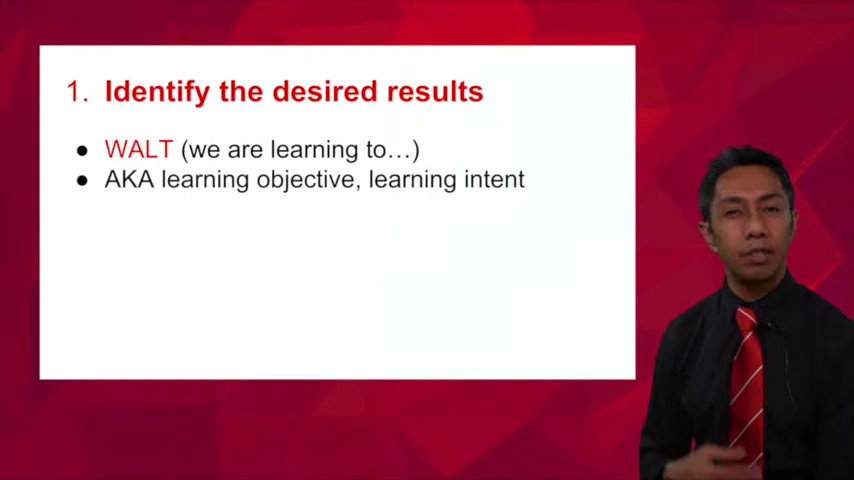 1. Identify the desired results
● WALT (we are learning to…)
● AKA learning objective, learning intent